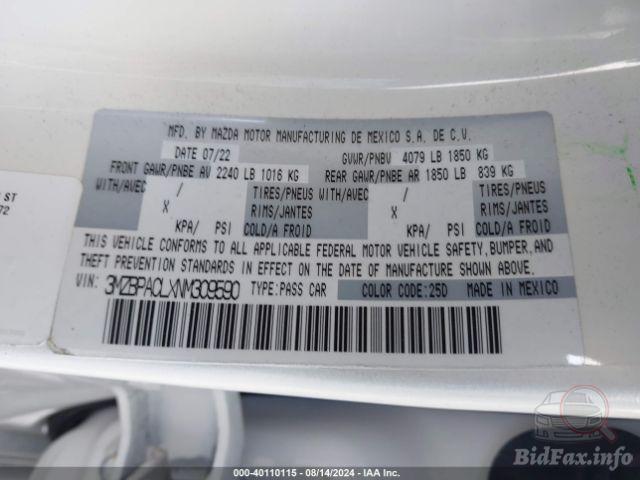 MFD. BY MAZDA MOTOR MANUFACTURING DE MEXICO S.A. DE C.V.
DATE 07/22 GVWR/PNBV 4079 LB 1850 KG
FRONT GAWR/PNBE AV 2240 LB 1016 KG REAR GAWR/PNBE AR 1850 LB 839 KG
WITH/AVEC / TIRES/PNEUS WITH/AVEC / TIRES/PNEUS
X RIMS/JANTES X RIMS/JANTES
KPA/ PSI COLD/A FROID KPA/ PSI COLD/A FROID
THIS VEHICLE CONFORMS TO ALL APPLICABLE FEDERAL MOTOR VEHICLE SAFETY, BUMPER, AND
THEFT PREVENTION STANDARDS IN EFFECT ON THE DATE OF MANUFACTURE SHOWN ABOVE.
VIN: 3MZBPACLXNM309590 TYPE:PASS CAR COLOR CODE:25D MADE IN MEXICO
ST
72
000-40110115 - 08/14/2024 - IAA Inc.
BidFax.info